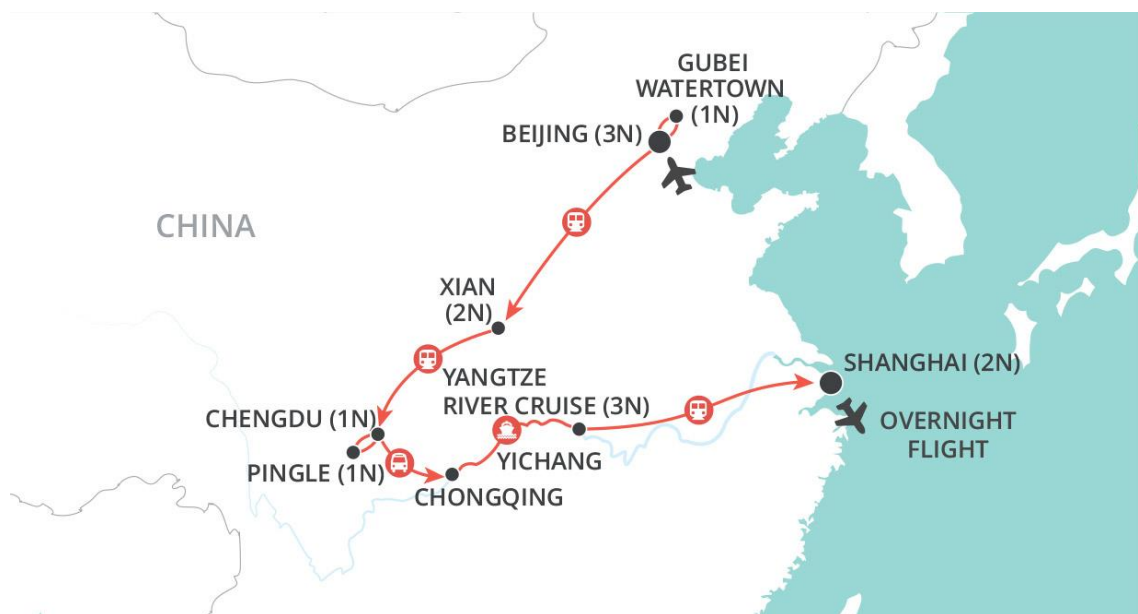 GUBEI
WATERTOWN
(1N)
BEIJING (3N)
CHINA
XIAN
(2N)
YANGTZE
RIVER CRUISE (3N)
SHANGHAI (2N)
CHENGDU (1N)
OVERNIGHT
FLIGHT
PINGLE (1N)
YICHANG
CHONGQING